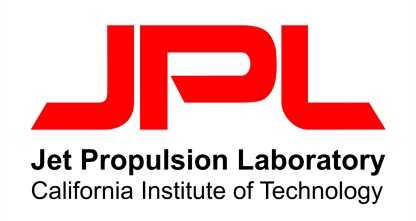 JPL
Jet Propulsion Laboratory
California Institute of Technology